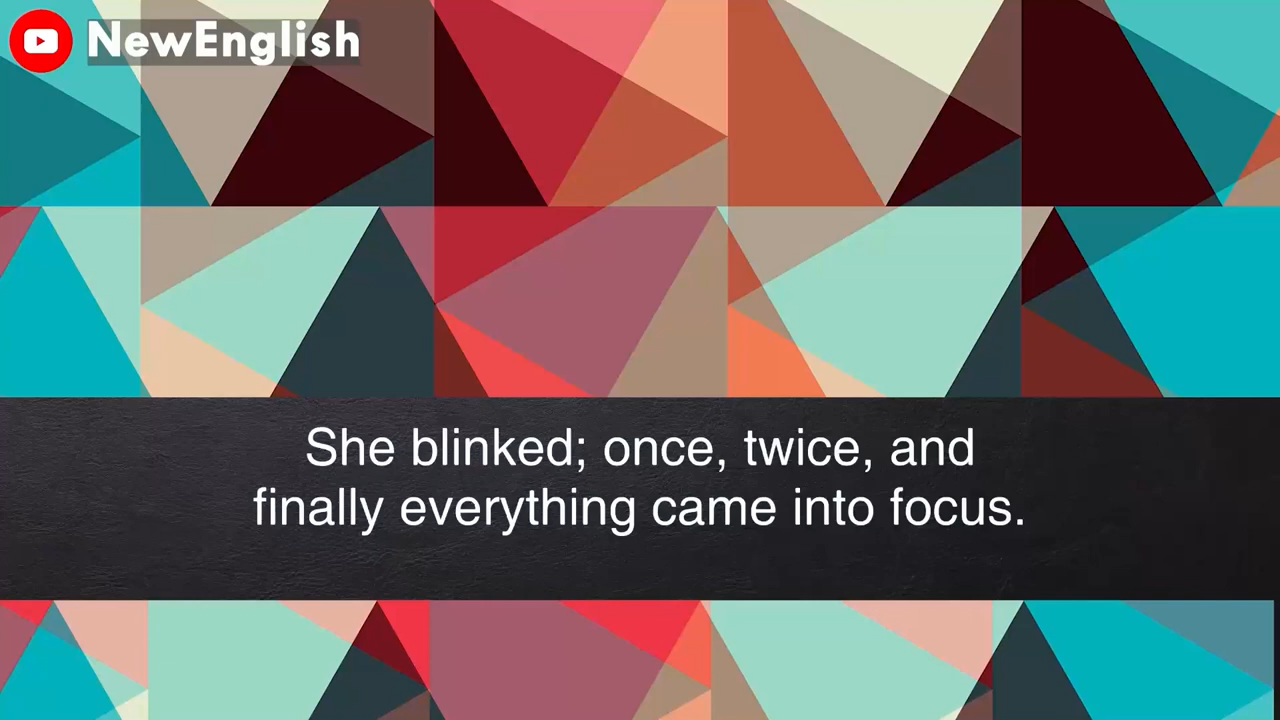 NewEnglish
She blinked; once, twice, and
finally everything came into focus.